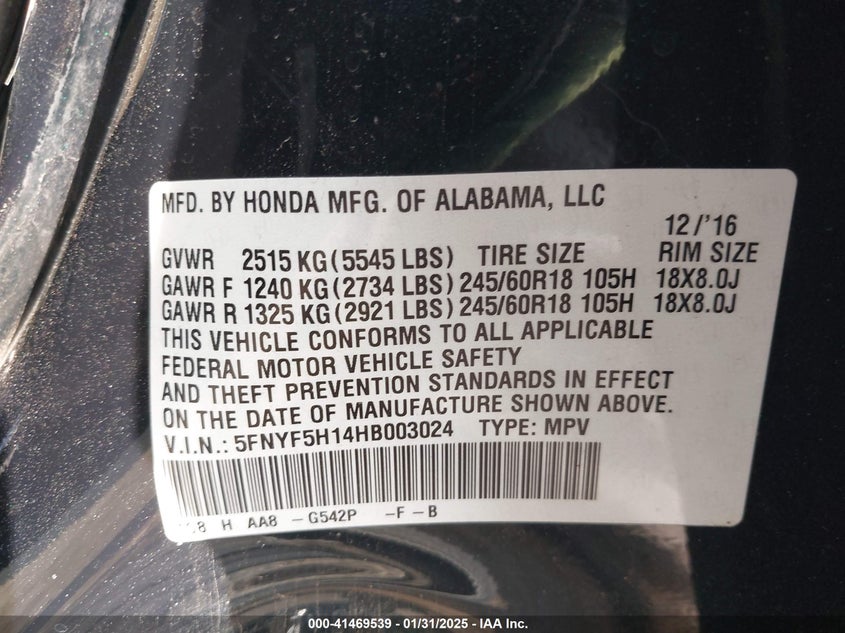 MFD. BY HONDA MFG. OF ALABAMA, LLC
12/'16
GVWR 2515 KG (5545 LBS) TIRE SIZE RIM SIZE
GAWR F 1240 KG (2734 LBS) 245/60R18 105H 18X8.0J
GAWR R 1325 KG (2921 LBS) 245/60R18 105H 18X8.0J
THIS VEHICLE CONFORMS TO ALL APPLICABLE
FEDERAL MOTOR VEHICLE SAFETY
AND THEFT PREVENTION STANDARDS IN EFFECT
ON THE DATE OF MANUFACTURE SHOWN ABOVE.
V.I.N.: 5FNYF5H14HB003024 TYPE: MPV
H AA8 - G542P - F - B
000-41469539 - 01/31/2025 - IAA Inc.